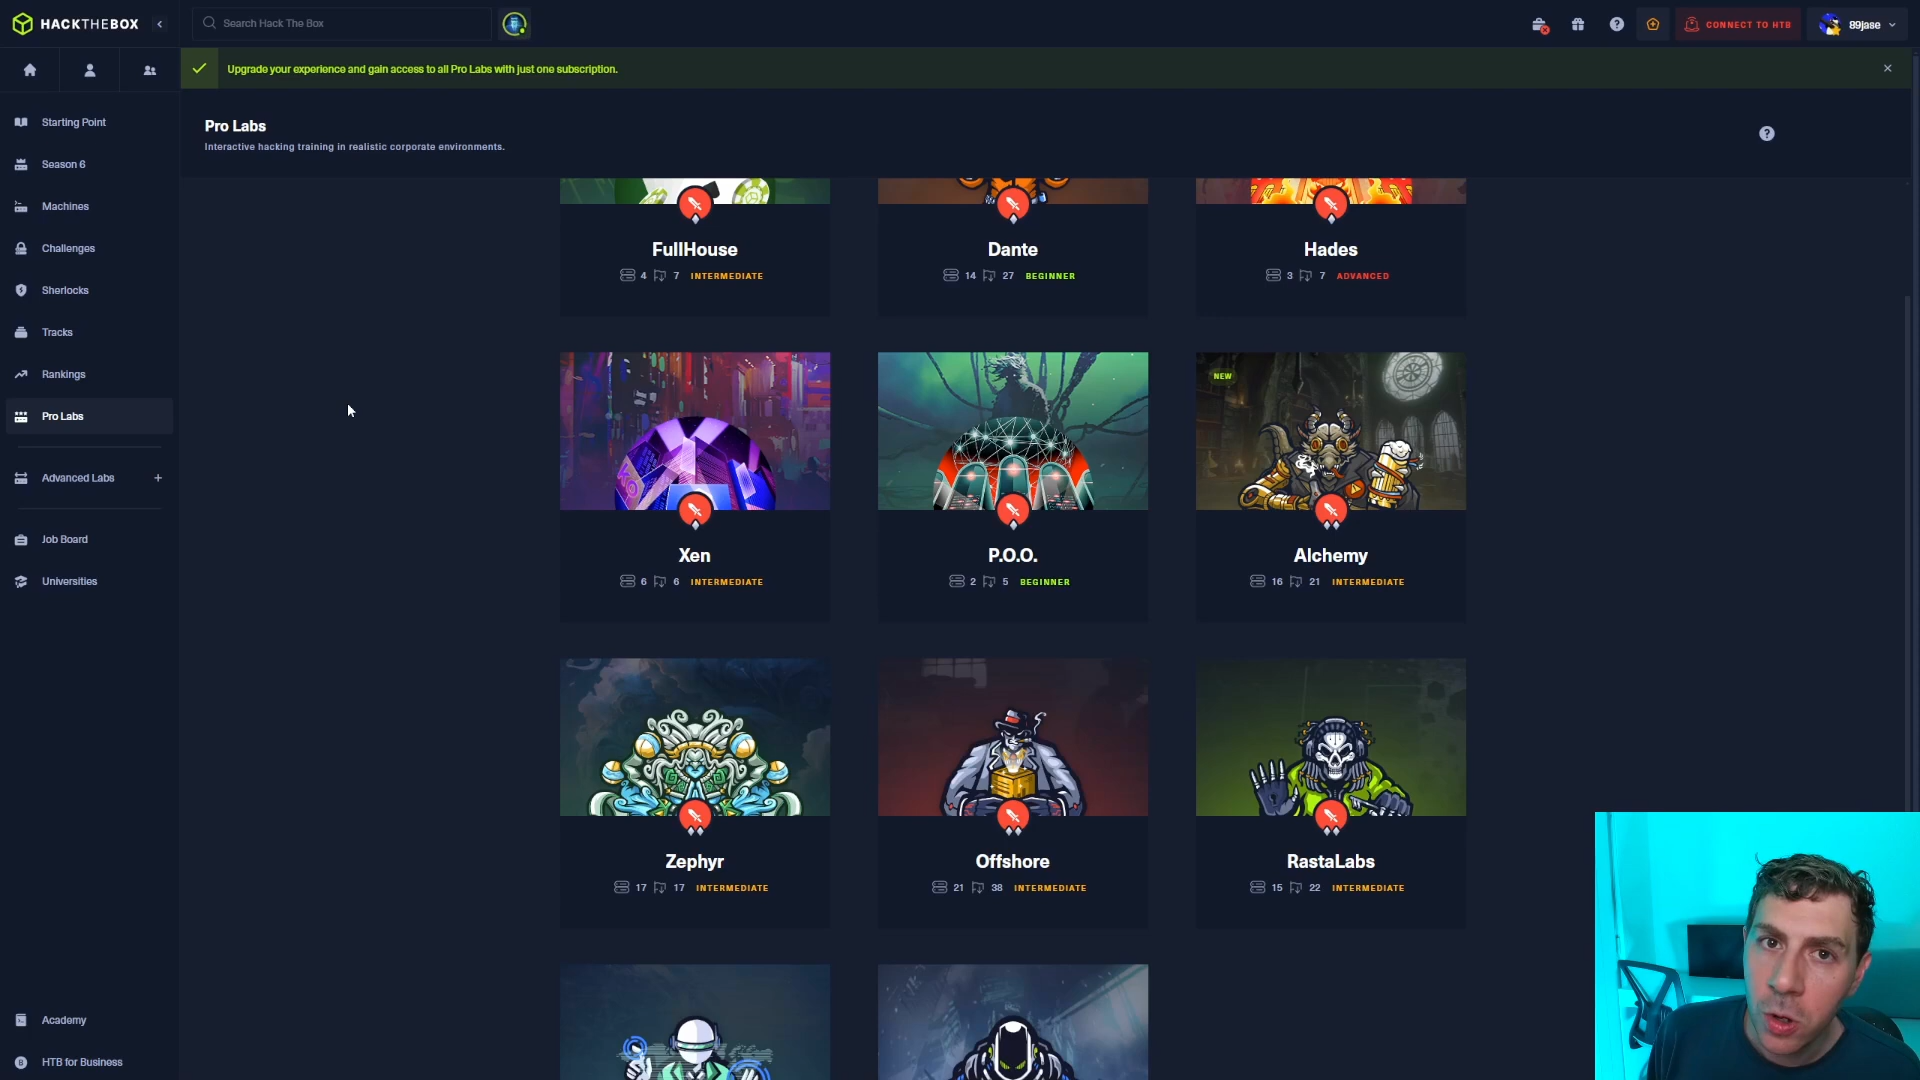 HACKTHEBOX
Search Hack The Box
CONNECT TO HTB
89jase
Upgrade your experience and gain access to all Pro Labs with just one subscription.
Starting Point
Season 6
Machines
Challenges
Sherlocks
Tracks
Rankings
Pro Labs
Advanced Labs +
Job Board
Universities
Academy
HTB for Business
Pro Labs
Interactive hacking training in realistic corporate environments.
FullHouse
4 7 INTERMEDIATE
Dante
14 27 BEGINNER
Hades
3 7 ADVANCED
Xen
6 6 INTERMEDIATE
P.O.O.
2 5 BEGINNER
NEW
Alchemy
16 21 INTERMEDIATE
Zephyr
17 17 INTERMEDIATE
Offshore
21 38 INTERMEDIATE
RastaLabs
15 22 INTERMEDIATE